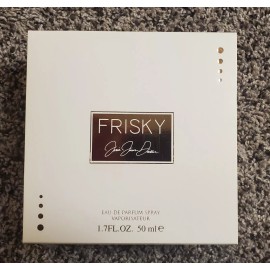 FRISKY
EAU DE PARFUM SPRAY
VAPORISATEUR
1.7FL.OZ. 50 ml e